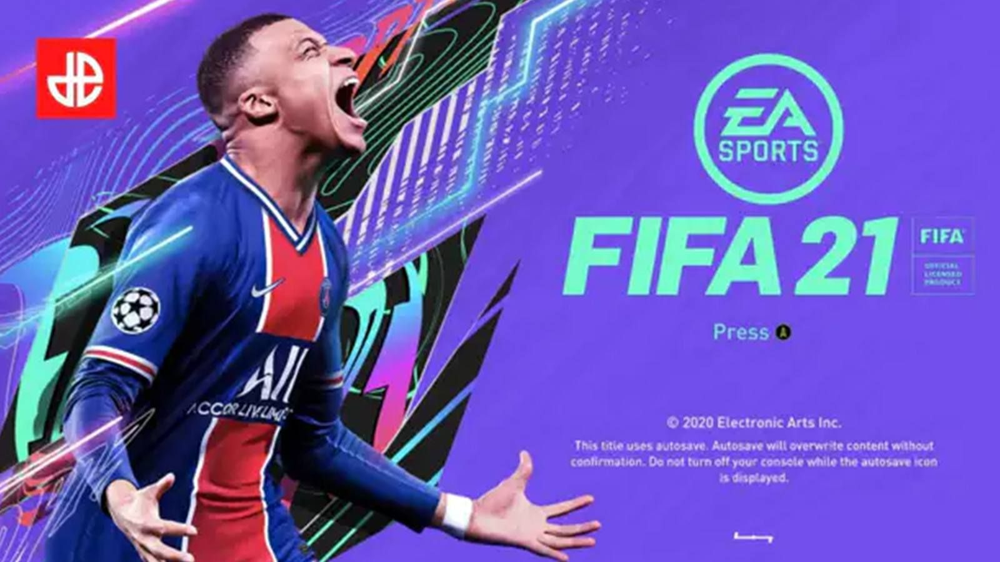 EA
SPORTS
FIFA 21
FIFA
OFFICIAL
LICENSED
PRODUCT
Press A
© 2020 Electronic Arts Inc.
This title uses autosave. Autosave will overwrite content without
confirmation. Do not turn off your console while the autosave icon
is displayed.
ALL
ACCOR LIVE LIMITLESS